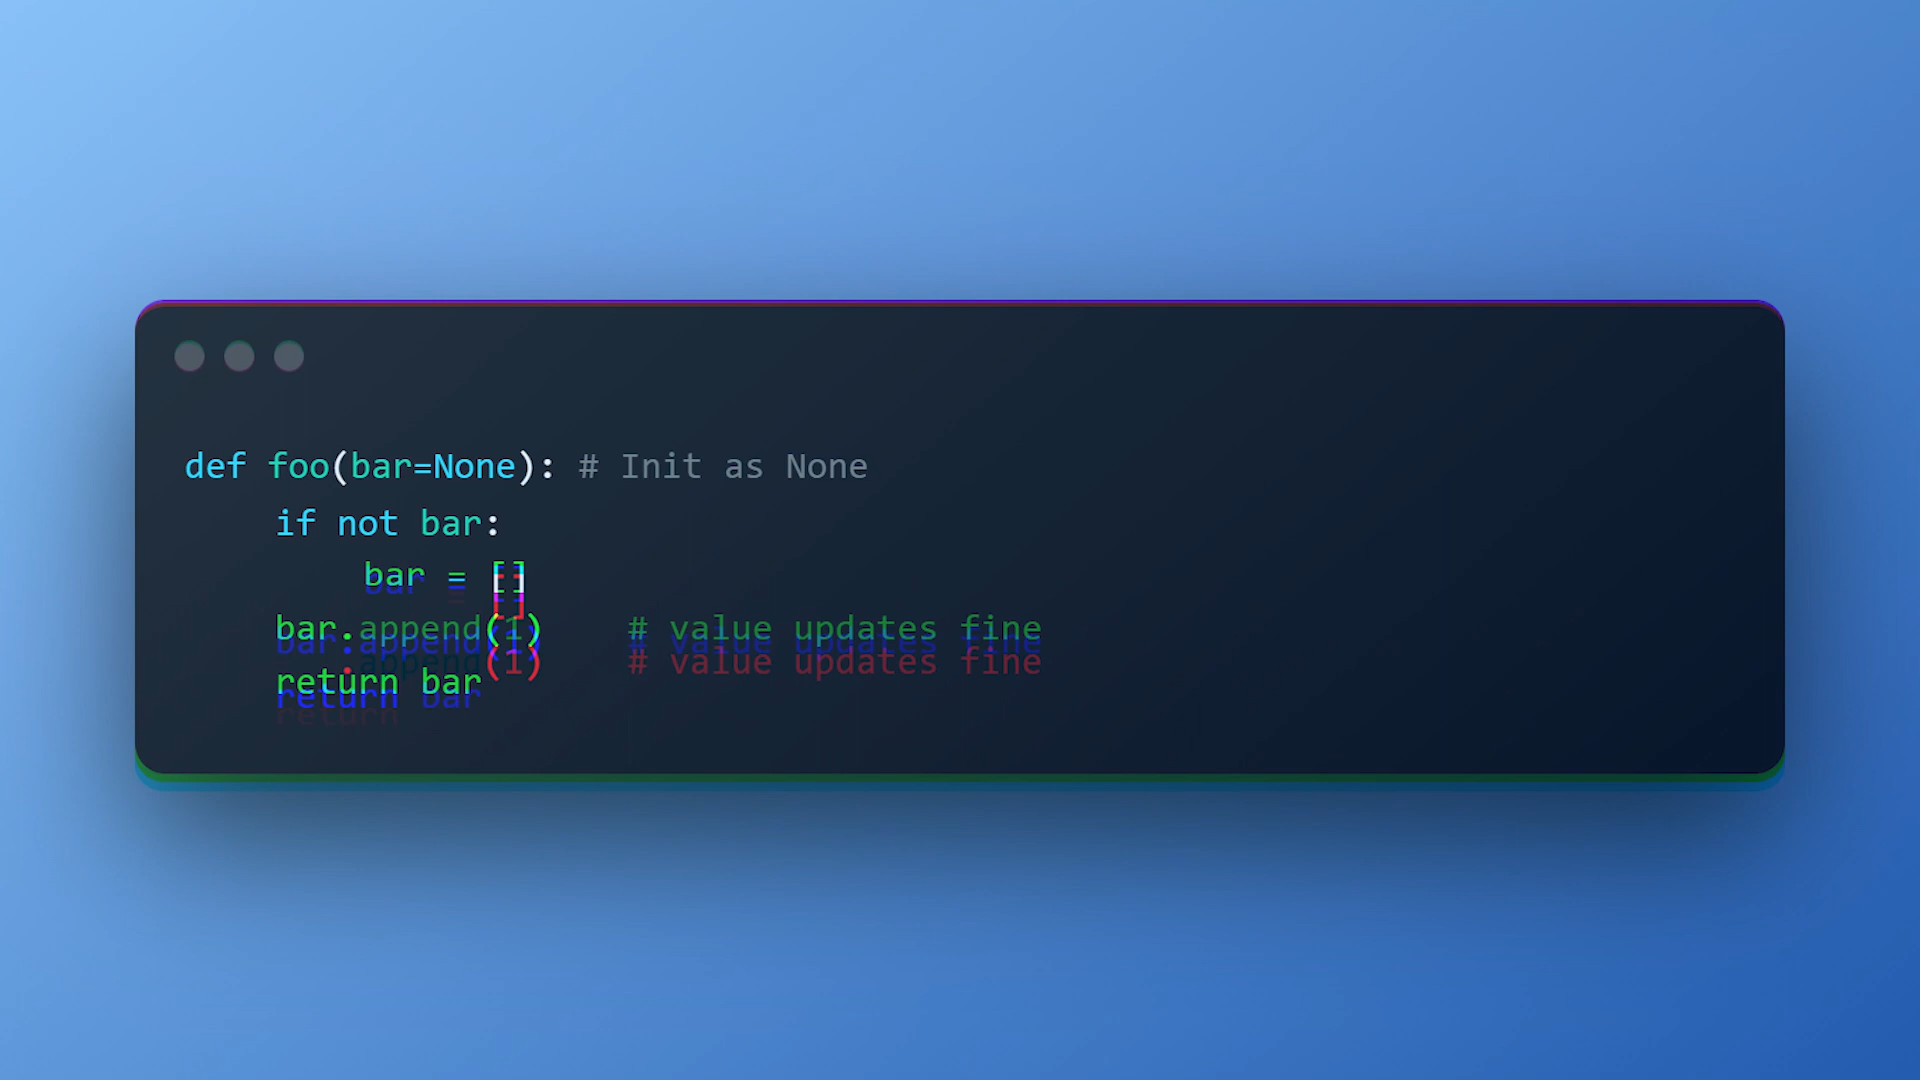 def foo(bar=None): # Init as None
if not bar:
bar = []
bar.append(1) # value updates fine
return bar